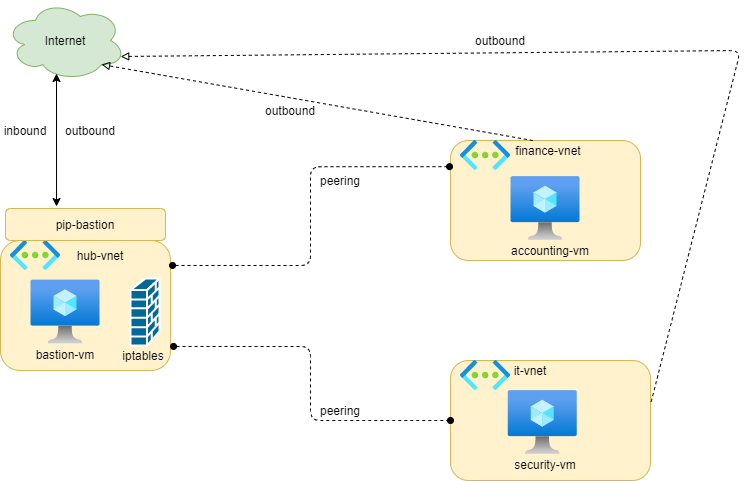 Internet
outbound
outbound
inbound
outbound
finance-vnet
peering
pip-bastion
accounting-vm
hub-vnet
bastion-vm
iptables
it-vnet
peering
security-vm